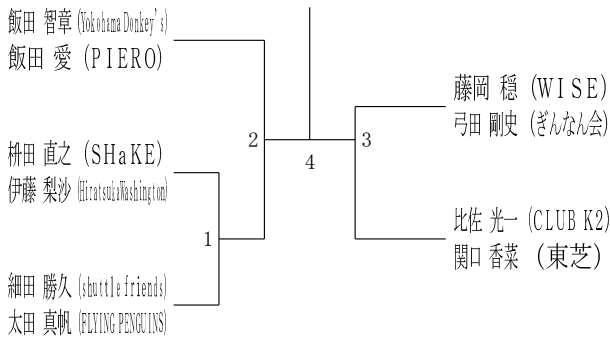 飯田 智章 (Yokohama Donkey's)
飯田 愛 (PIERO)
枡田 直之 (SHaKE)
伊藤 梨沙 (HiratsukaWashington)
細田 勝久 (shuttle friends)
太田 真帆 (FLYING PENGUINS)
1
2
4
3
藤岡 穏 (WISE)
弓田 剛史 (ぎんなん会)
比佐 光一 (CLUB K2)
関口 香菜 (東芝)